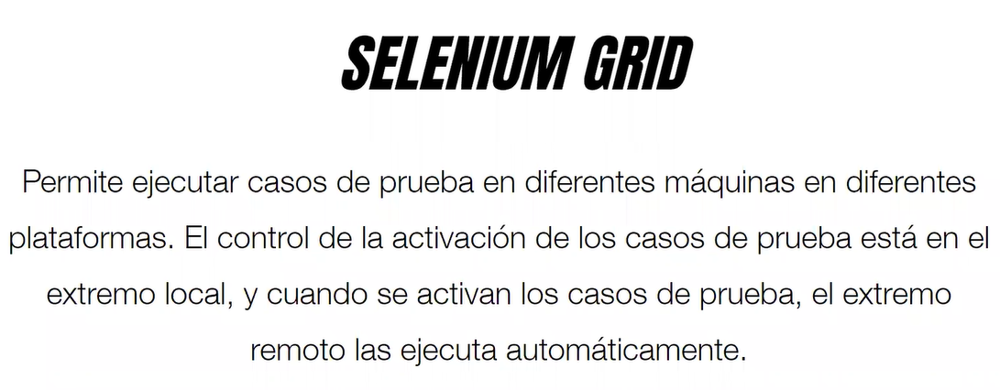 SELENIUM GRID
Permite ejecutar casos de prueba en diferentes máquinas en diferentes
plataformas. El control de la activación de los casos de prueba está en el
extremo local, y cuando se activan los casos de prueba, el extremo
remoto las ejecuta automáticamente.